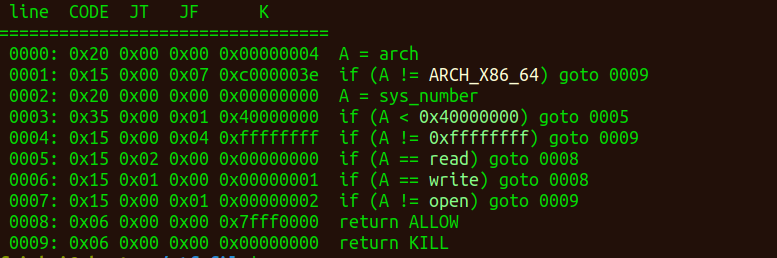 line  CODE  JT   JF      K
=================================
0000: 0x20 0x00 0x00 0x00000004  A = arch
0001: 0x15 0x00 0x07 0xc000003e  if (A != ARCH_X86_64) goto 0009
0002: 0x20 0x00 0x00 0x00000000  A = sys_number
0003: 0x35 0x00 0x01 0x40000000  if (A < 0x40000000) goto 0005
0004: 0x15 0x00 0x04 0xffffffff  if (A != 0xffffffff) goto 0009
0005: 0x15 0x02 0x00 0x00000000  if (A == read) goto 0008
0006: 0x15 0x01 0x00 0x00000001  if (A == write) goto 0008
0007: 0x15 0x00 0x01 0x00000002  if (A != open) goto 0009
0008: 0x06 0x00 0x00 0x7fff0000  return ALLOW
0009: 0x06 0x00 0x00 0x00000000  return KILL